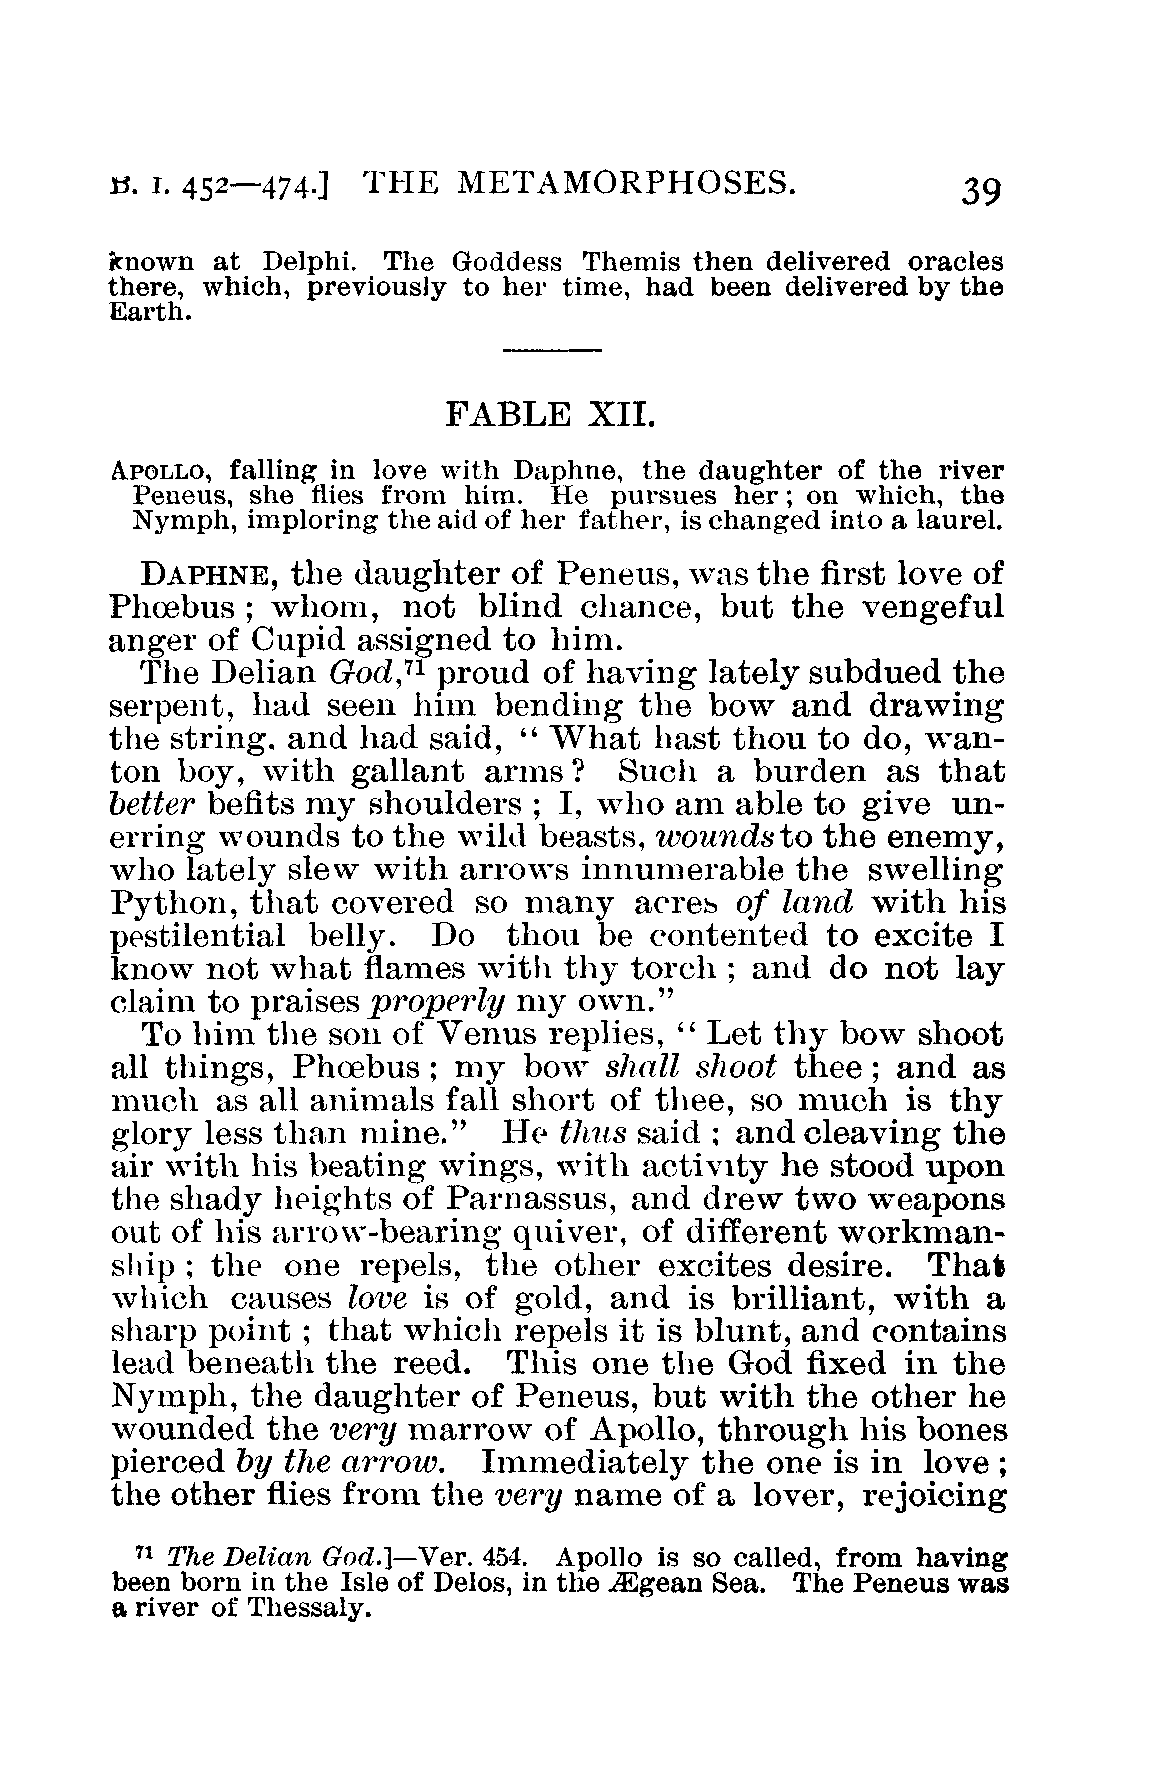 B. I. 452—474.] THE METAMORPHOSES. 39
known at Delphi. The Goddess Themis then delivered oracles
there, which, previously to her time, had been delivered by the
Earth.
FABLE XII.
APOLLO, falling in love with Daphne, the daughter of the river
Peneus, she flies from him. He pursues her; on which, the
Nymph, imploring the aid of her father, is changed into a laurel.
DAPHNE, the daughter of Peneus, was the first love of
Phœbus; whom, not blind chance, but the vengeful
anger of Cupid assigned to him.
The Delian God,71 proud of having lately subdued the
serpent, had seen him bending the bow and drawing
the string. and had said, “ What hast thou to do, wan-
ton boy, with gallant arms? Such a burden as that
better befits my shoulders; I, who am able to give un-
erring wounds to the wild beasts, wounds to the enemy,
who lately slew with arrows innumerable the swelling
Python, that covered so many acres of land with his
pestilential belly. Do thou be contented to excite I
know not what flames with thy torch; and do not lay
claim to praises properly my own.”
To him the son of Venus replies, “ Let thy bow shoot
all things, Phœbus; my bow shall shoot thee; and as
much as all animals fall short of thee, so much is thy
glory less than mine.” He thus said; and cleaving the
air with his beating wings, with activity he stood upon
the shady heights of Parnassus, and drew two weapons
out of his arrow-bearing quiver, of different workman-
ship; the one repels, the other excites desire. That
which causes love is of gold, and is brilliant, with a
sharp point; that which repels it is blunt, and contains
lead beneath the reed. This one the God fixed in the
Nymph, the daughter of Peneus, but with the other he
wounded the very marrow of Apollo, through his bones
pierced by the arrow. Immediately the one is in love;
the other flies from the very name of a lover, rejoicing
71 The Delian God.]—Ver. 454. Apollo is so called, from having
been born in the Isle of Delos, in the Ægean Sea. The Peneus was
a river of Thessaly.